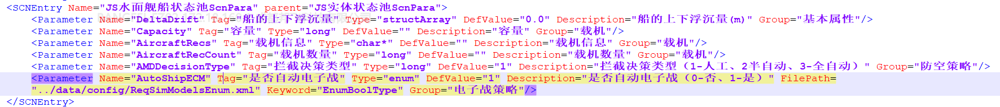 <SCNEntry Name="JS水面舰船状态池ScnPara" parent="JS实体状态池ScnPara">
<Parameter Name="DeltaDrift" Tag="船的上下浮沉量" Type="structArray" DefValue="0.0" Description="船的上下浮沉量(m)" Group="基本属性"/>
<Parameter Name="Capacity" Tag="容量" Type="long" DefValue="" Description="容量" Group="载机"/>
<Parameter Name="AircraftRecs" Tag="载机信息" Type="char*" DefValue="" Description="载机信息" Group="载机"/>
<Parameter Name="AircraftRecCount" Tag="载机数量" Type="long" DefValue="" Description="载机数量" Group="载机"/>
<Parameter Name="AMDDecisionType" Tag="拦截决策类型" Type="long" DefValue="1" Description="拦截决策类型（1-人工、2半自动、3-全自动）" Group="防空策略"/>
<Parameter Name="AutoShipECM" Tag="是否自动电子战" Type="enum" DefValue="1" Description="是否自动电子战（0-否、1-是）" FilePath=
"../data/config/ReqSimModelsEnum.xml" Keyword="EnumBoolType" Group="电子战策略"/>
</SCNEntry>